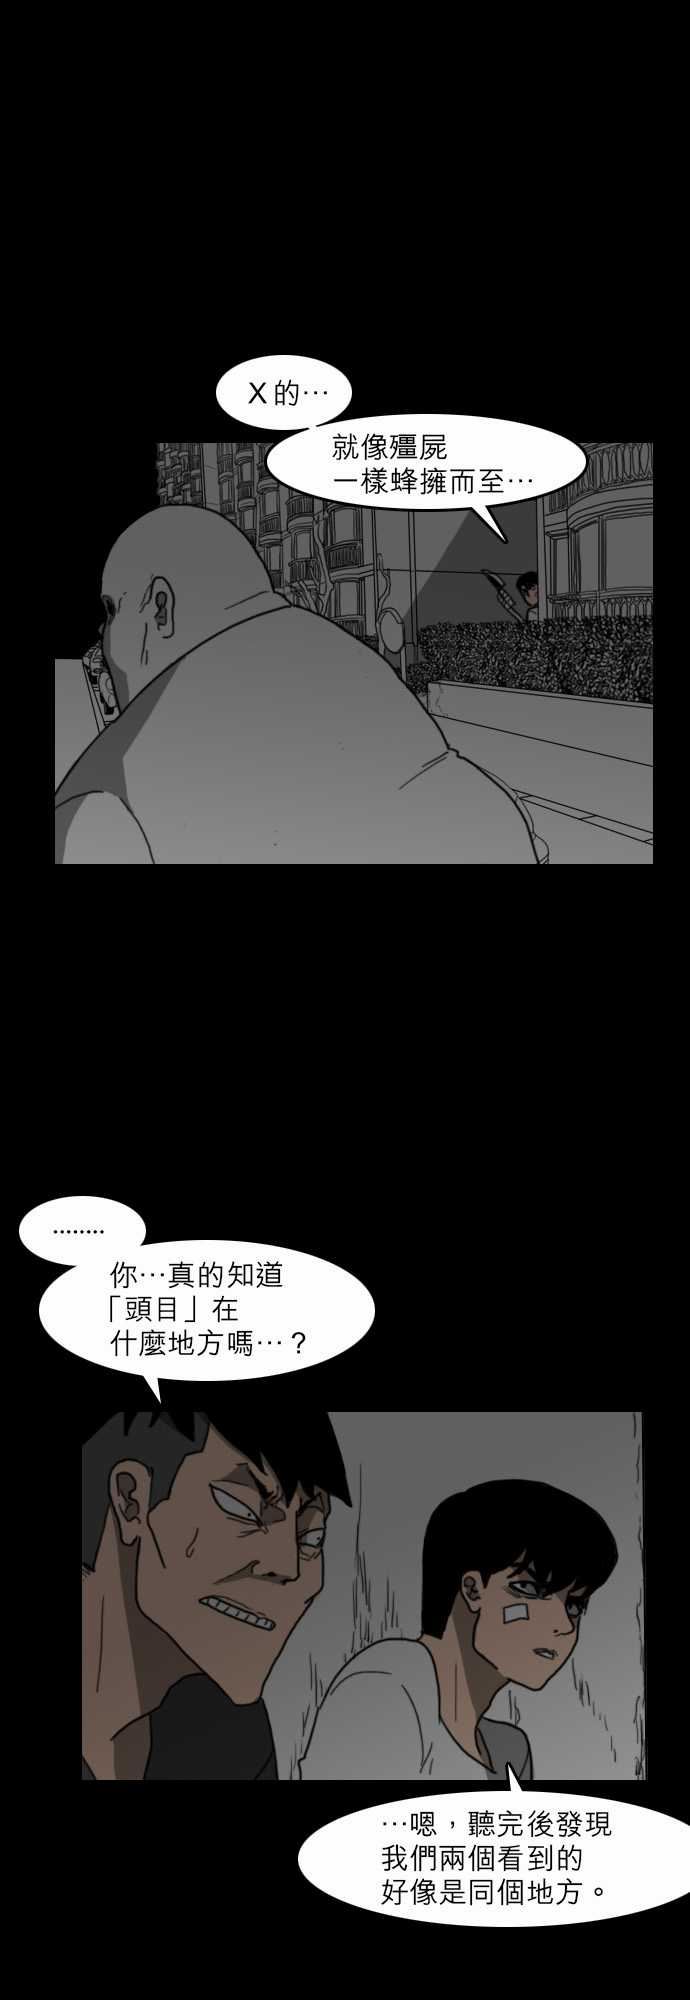 X的…
就像殭屍
一樣蜂擁而至…
………
你…真的知道
「頭目」在
什麼地方嗎…？
…嗯，聽完後發現
我們兩個看到的
好像是同個地方。